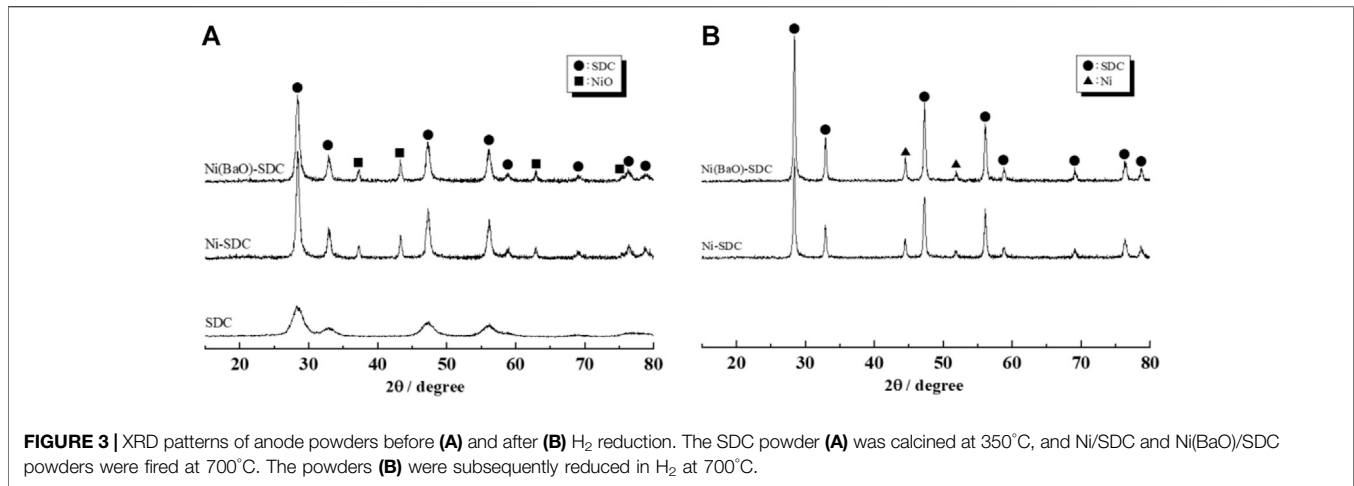 A
●:SDC
■:NiO
Ni(BaO)-SDC
Ni-SDC
SDC
20 30 40 50 60 70 80
2θ / degree
B
●:SDC
▲:Ni
Ni(BaO)-SDC
Ni-SDC
20 30 40 50 60 70 80
2θ / degree
FIGURE 3 | XRD patterns of anode powders before (A) and after (B) H₂ reduction. The SDC powder (A) was calcined at 350°C, and Ni/SDC and Ni(BaO)/SDC
powders were fired at 700°C. The powders (B) were subsequently reduced in H₂ at 700°C.